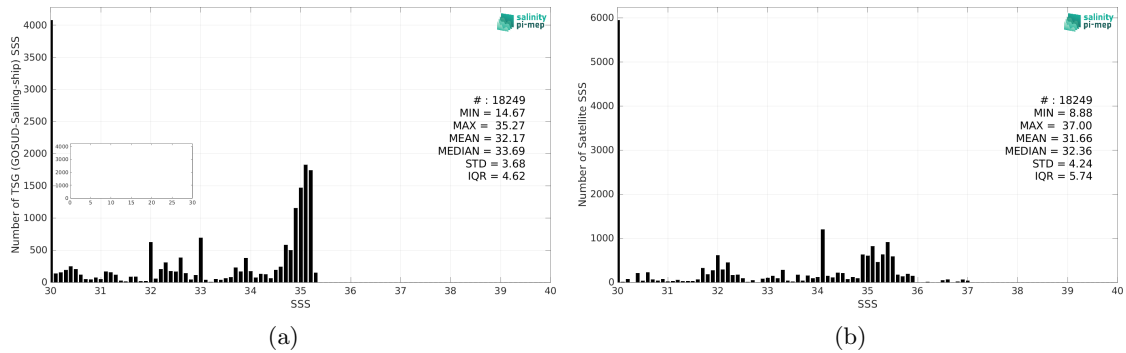 salinity
pi-mep
Number of TSG (GOSUD-Sailing-ship) SSS
4000
3500
3000
2500
2000
1500
1000
500
0
# : 18249
MIN = 14.67
MAX = 35.27
MEAN = 32.17
MEDIAN = 33.69
STD = 3.68
IQR = 4.62
4000
3000
2000
1000
0
0 5 10 15 20 25 30
30 31 32 33 34 35 36 37 38 39 40
SSS
(a)
salinity
pi-mep
Number of Satellite SSS
6000
5000
4000
3000
2000
1000
0
# : 18249
MIN = 8.88
MAX = 37.00
MEAN = 31.66
MEDIAN = 32.36
STD = 4.24
IQR = 5.74
30 31 32 33 34 35 36 37 38 39 40
SSS
(b)